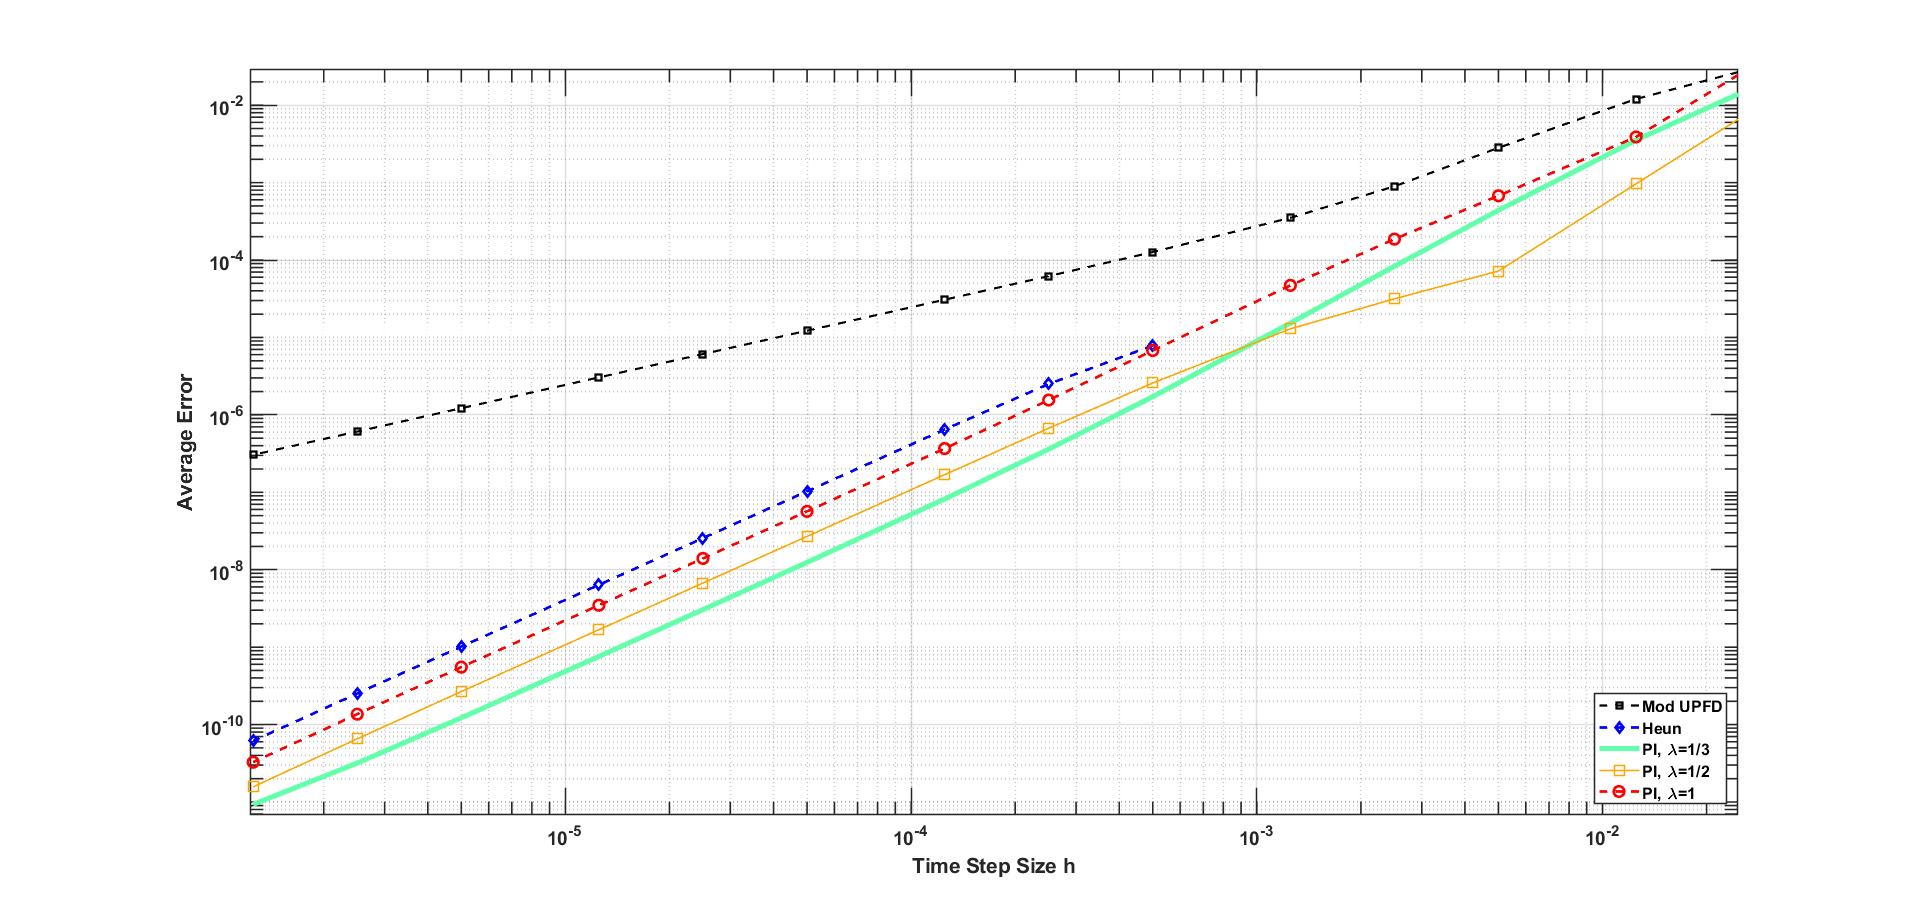 10^-2
10^-4
10^-6
10^-8
10^-10
Average Error
10^-5
10^-4
10^-3
10^-2
Time Step Size h
Mod UPFD
Heun
PI, λ=1/3
PI, λ=1/2
PI, λ=1